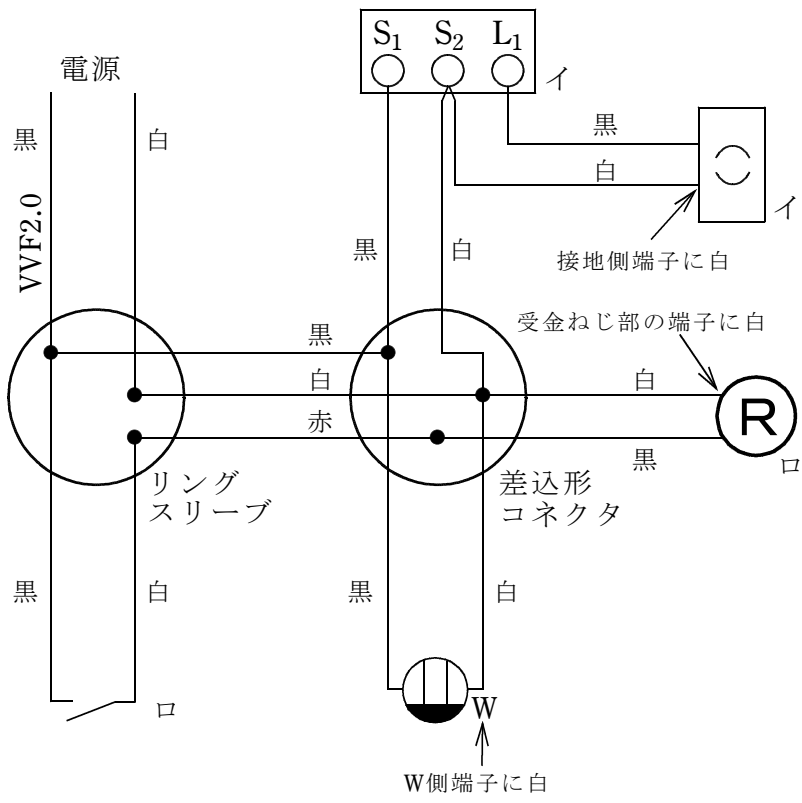 S₁ S₂ L₁
イ
電源
黒
白
VVF2.0
黒
白
イ
接地側端子に白
黒
白
受金ねじ部の端子に白
黒
白
赤
白
黒
R
ロ
リング
スリーブ
差込形
コネクタ
黒
白
黒
白
ロ
W
W側端子に白